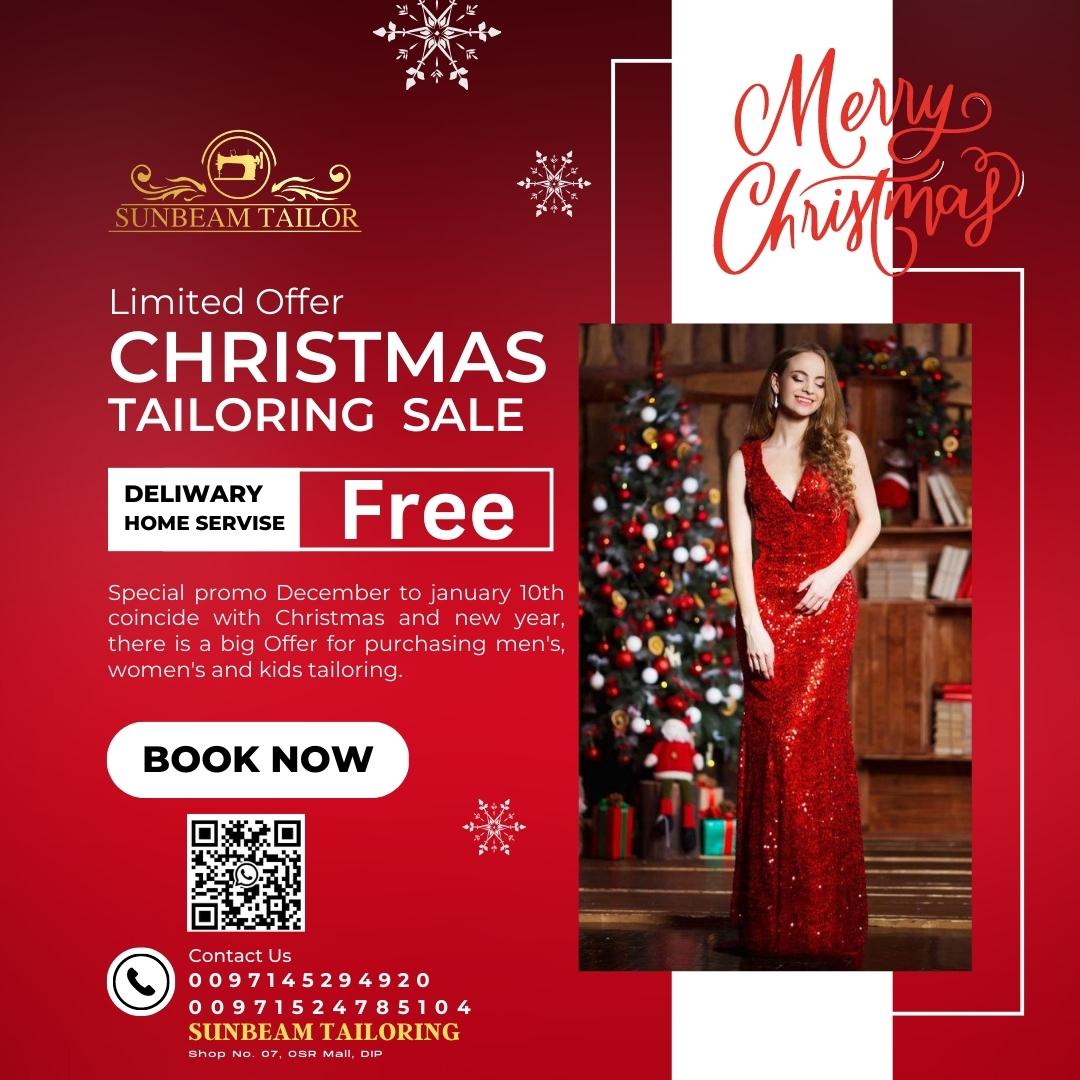 Merry
Christmas
SUNBEAM TAILOR
Limited Offer
CHRISTMAS
TAILORING SALE
DELIWARY
HOME SERVISE
Free
Special promo December to january 10th
coincide with Christmas and new year,
there is a big Offer for purchasing men's,
women's and kids tailoring.
BOOK NOW
Contact Us
0097145294920
00971524785104
SUNBEAM TAILORING
Shop No. 07, OSR Mall, DIP